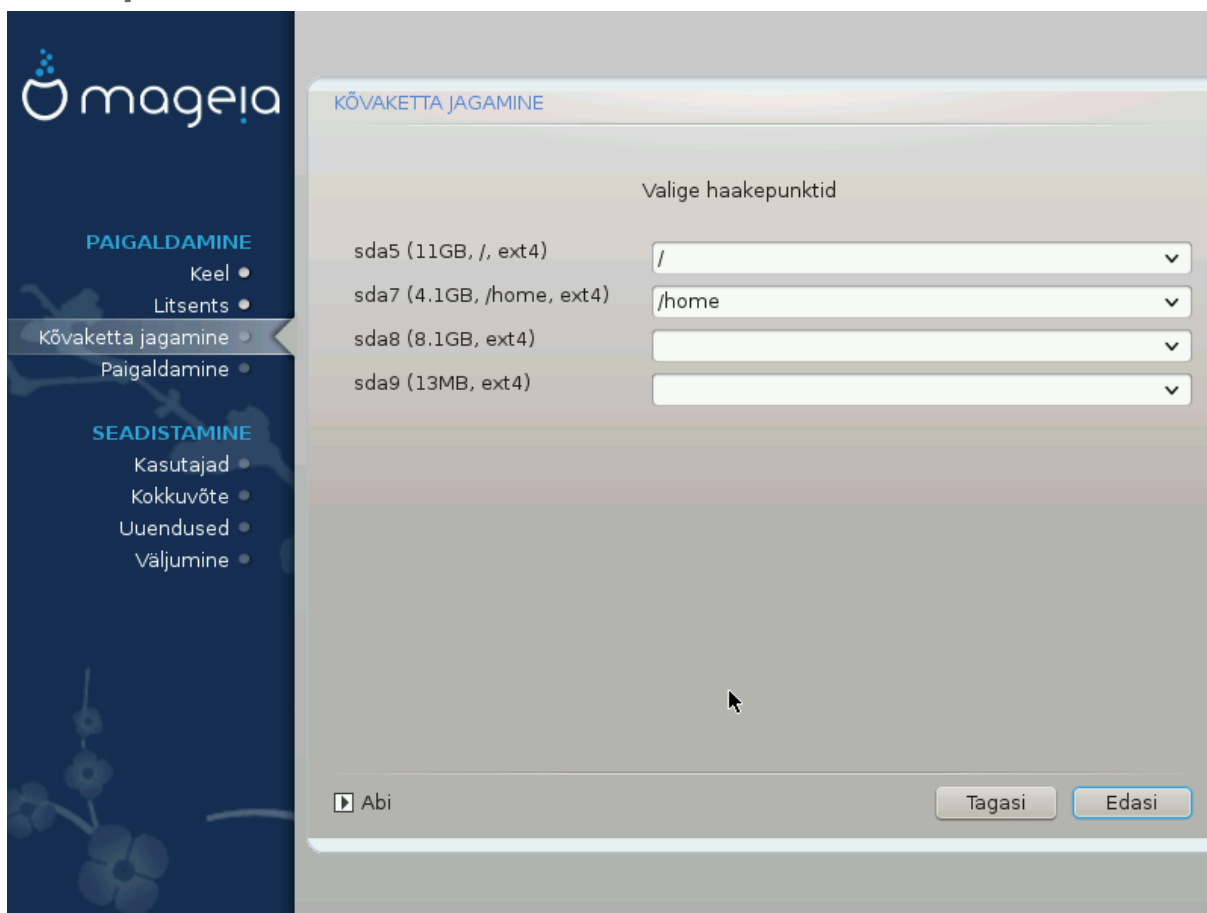 mageia
PAIGALDAMINE
Keel
Litsents
Kõvaketta jagamine
Paigaldamine
SEADISTAMINE
Kasutajad
Kokkuvõte
Uuendused
Väljumine
KÕVAKETTA JAGAMINE
Valige haakepunktid
sda5 (11GB, /, ext4) /
sda7 (4.1GB, /home, ext4) /home
sda8 (8.1GB, ext4)
sda9 (13MB, ext4)
Abi Tagasi Edasi